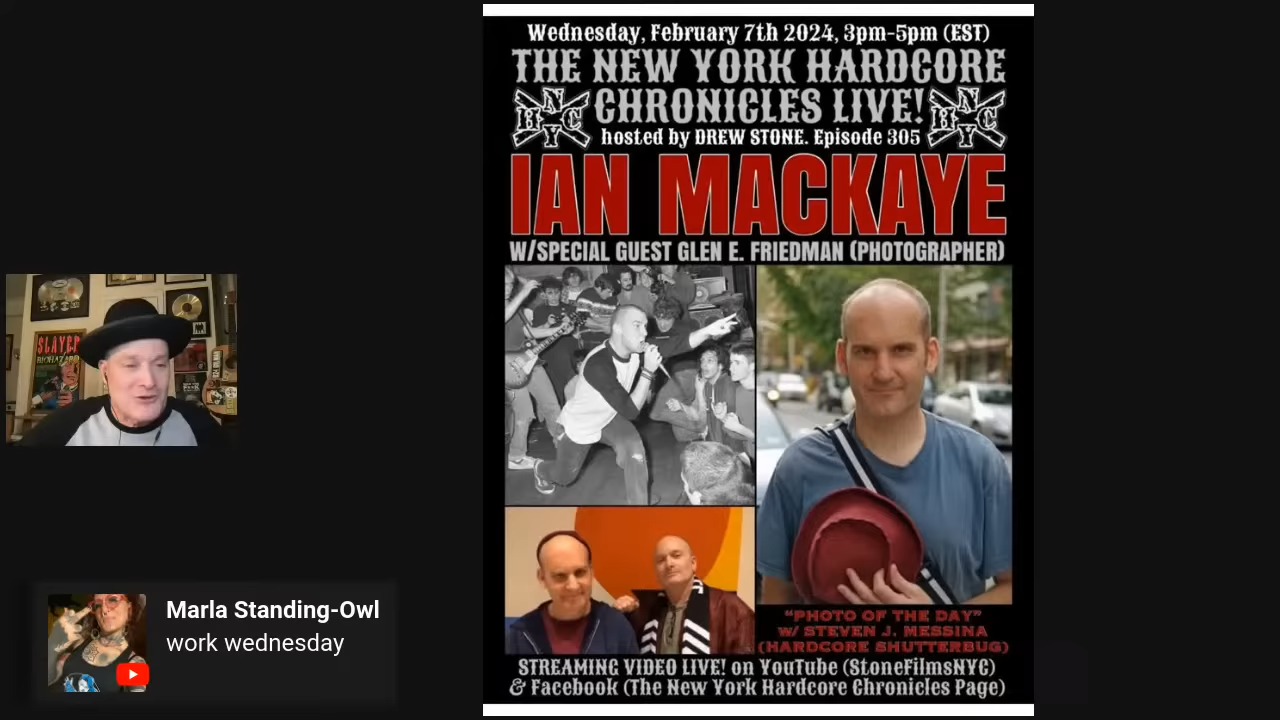 Wednesday, February 7th 2024, 3pm-5pm (EST)
THE NEW YORK HARDCORE
CHRONICLES LIVE!
N H C Y
N H C Y
hosted by DREW STONE. Episode 305
IAN MACKAYE
W/SPECIAL GUEST GLEN E. FRIEDMAN (PHOTOGRAPHER)
SLAYER
BIOHAZARD
"PHOTO OF THE DAY"
w/ STEVEN J. MESSINA
(HARDCORE SHUTTERBUG)
STREAMING VIDEO LIVE! on YouTube (StoneFilmsNYC)
& Facebook (The New York Hardcore Chronicles Page)
Marla Standing-Owl
work wednesday